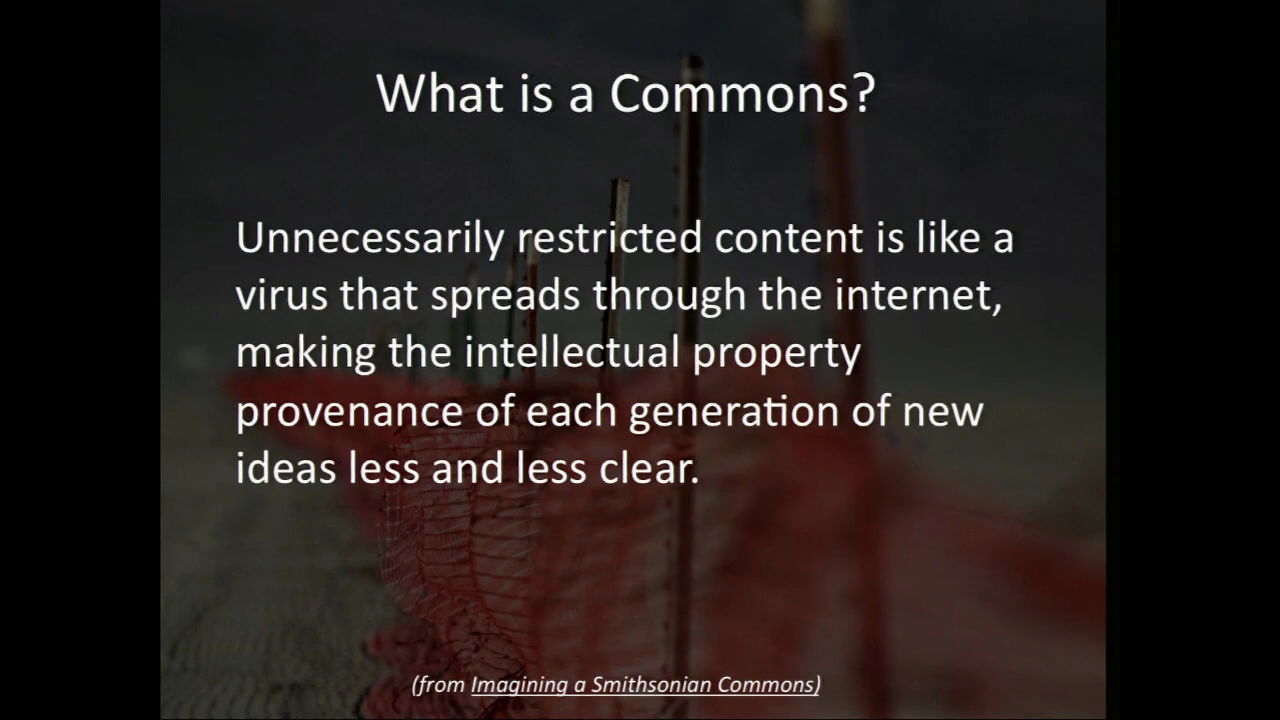 What is a Commons?
Unnecessarily restricted content is like a
virus that spreads through the internet,
making the intellectual property
provenance of each generation of new
ideas less and less clear.
(from Imagining a Smithsonian Commons)